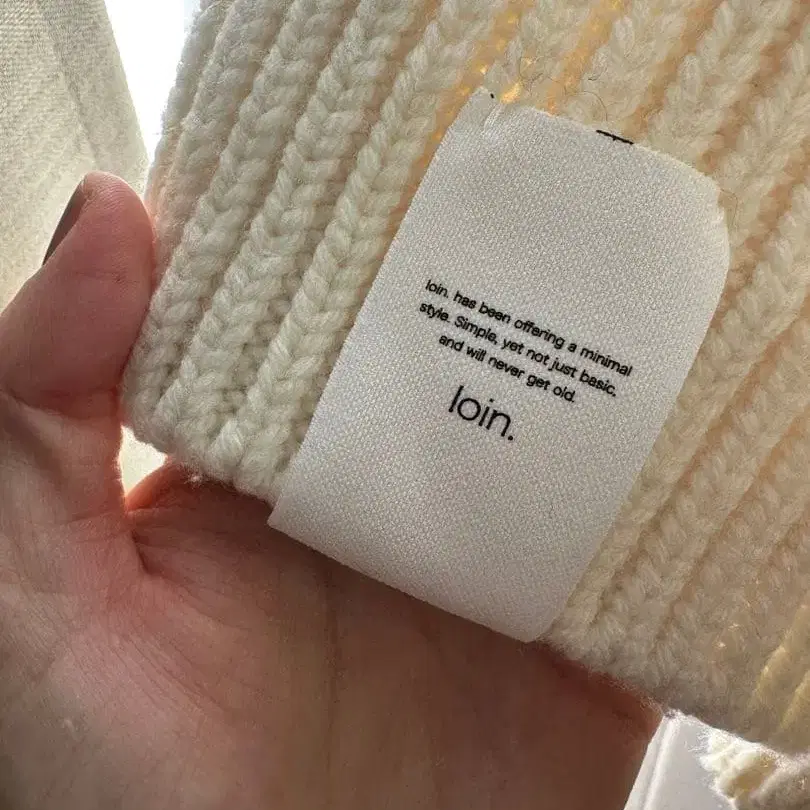 loin. has been offering a minimal
style. Simple, yet not just basic.
and will never get old.
loin.